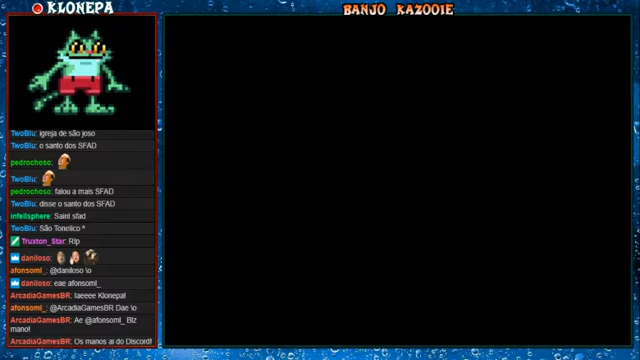 KLONEPA
BANJO KAZOOIE
TwoBlu: igreja de são joso
TwoBlu: o santo dos SFAD
pedrochoso:
TwoBlu:
pedrochoso: falou a mais SFAD
TwoBlu: disse o santo dos SFAD
infellsphere: Saint sfad
TwoBlu: São Tonelico ^
Truxton_Star: Rip
daniloso:
afonsoml_: @daniloso \o
daniloso: eae afonsoml_
ArcadiaGamesBR: Iaeeee Klonepa!
afonsoml_: @ArcadiaGamesBR Dae \o
ArcadiaGamesBR: Ae @afonsoml_ Blz
mano!
ArcadiaGamesBR: Os manos ai do Discord!